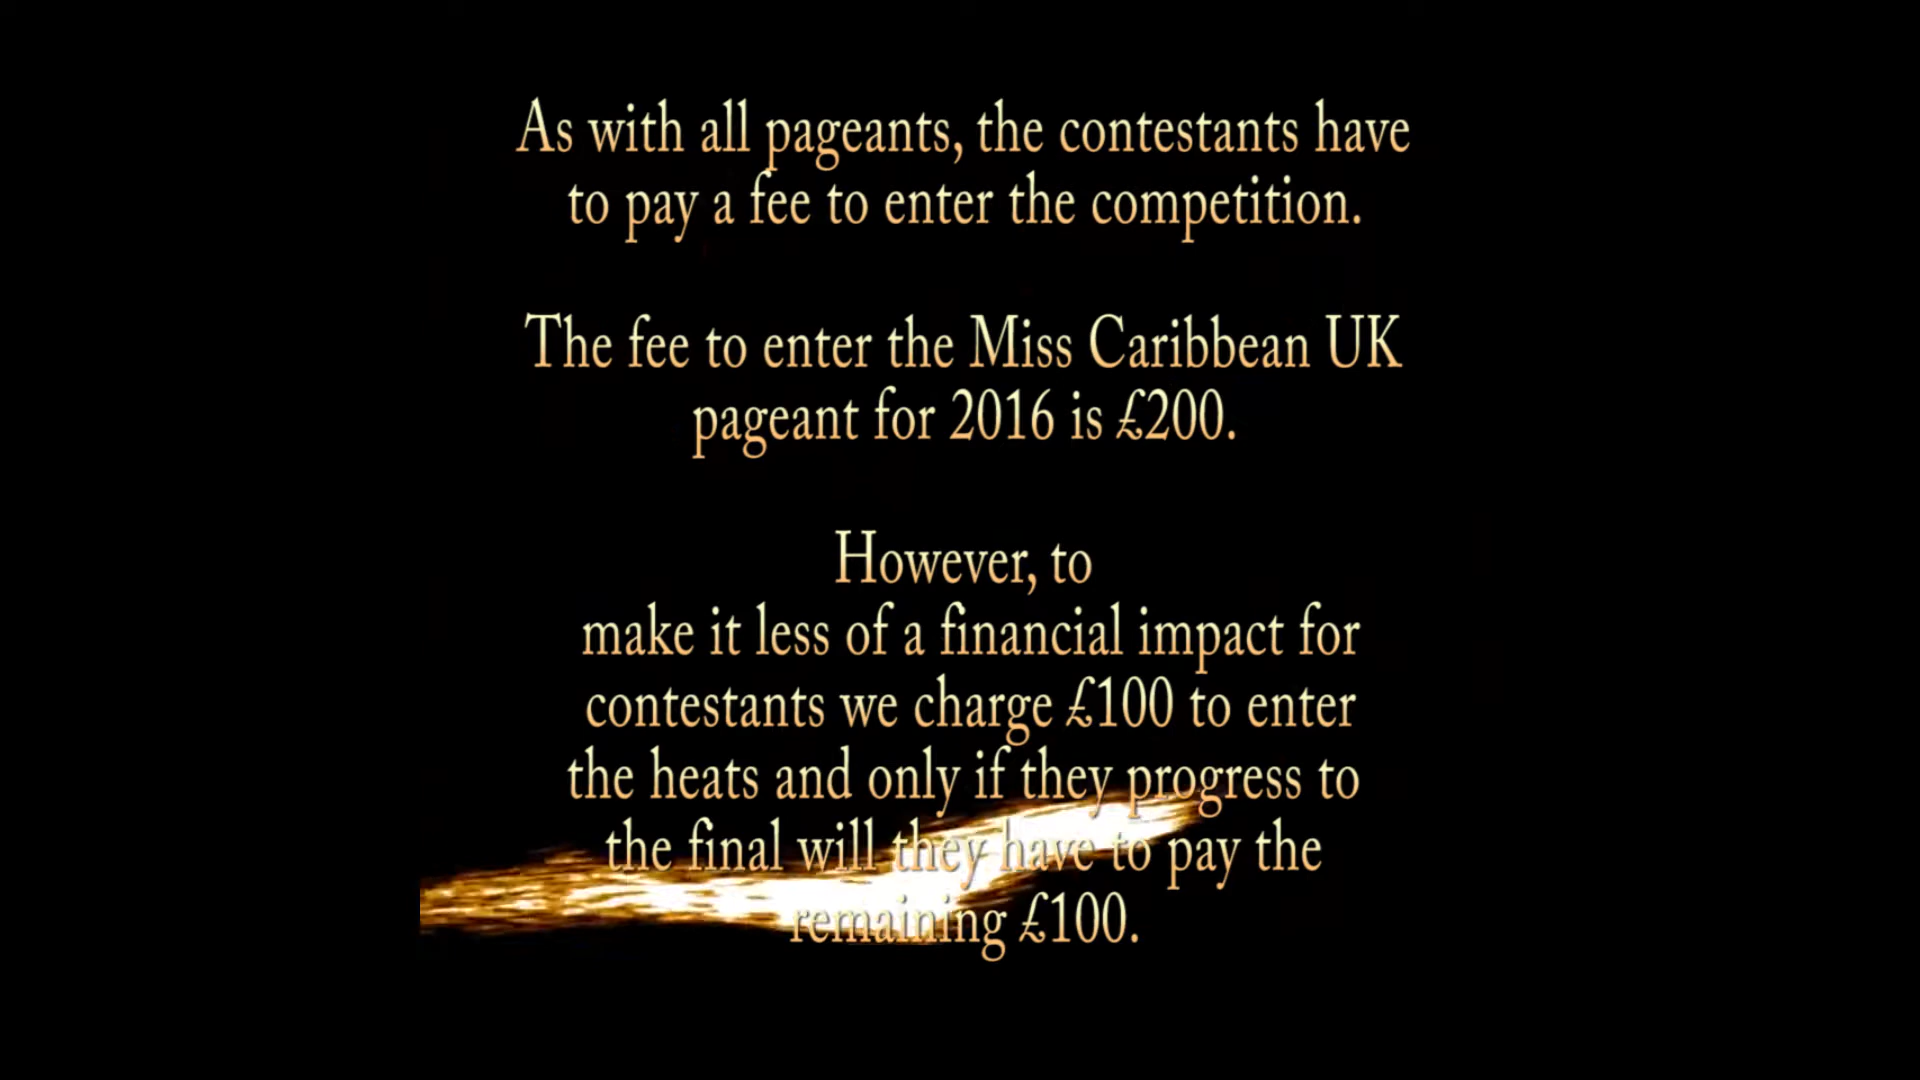 As with all pageants, the contestants have
to pay a fee to enter the competition.
The fee to enter the Miss Caribbean UK
pageant for 2016 is £200.
However, to
make it less of a financial impact for
contestants we charge £100 to enter
the heats and only if they progress to
the final will they have to pay the
remaining £100.